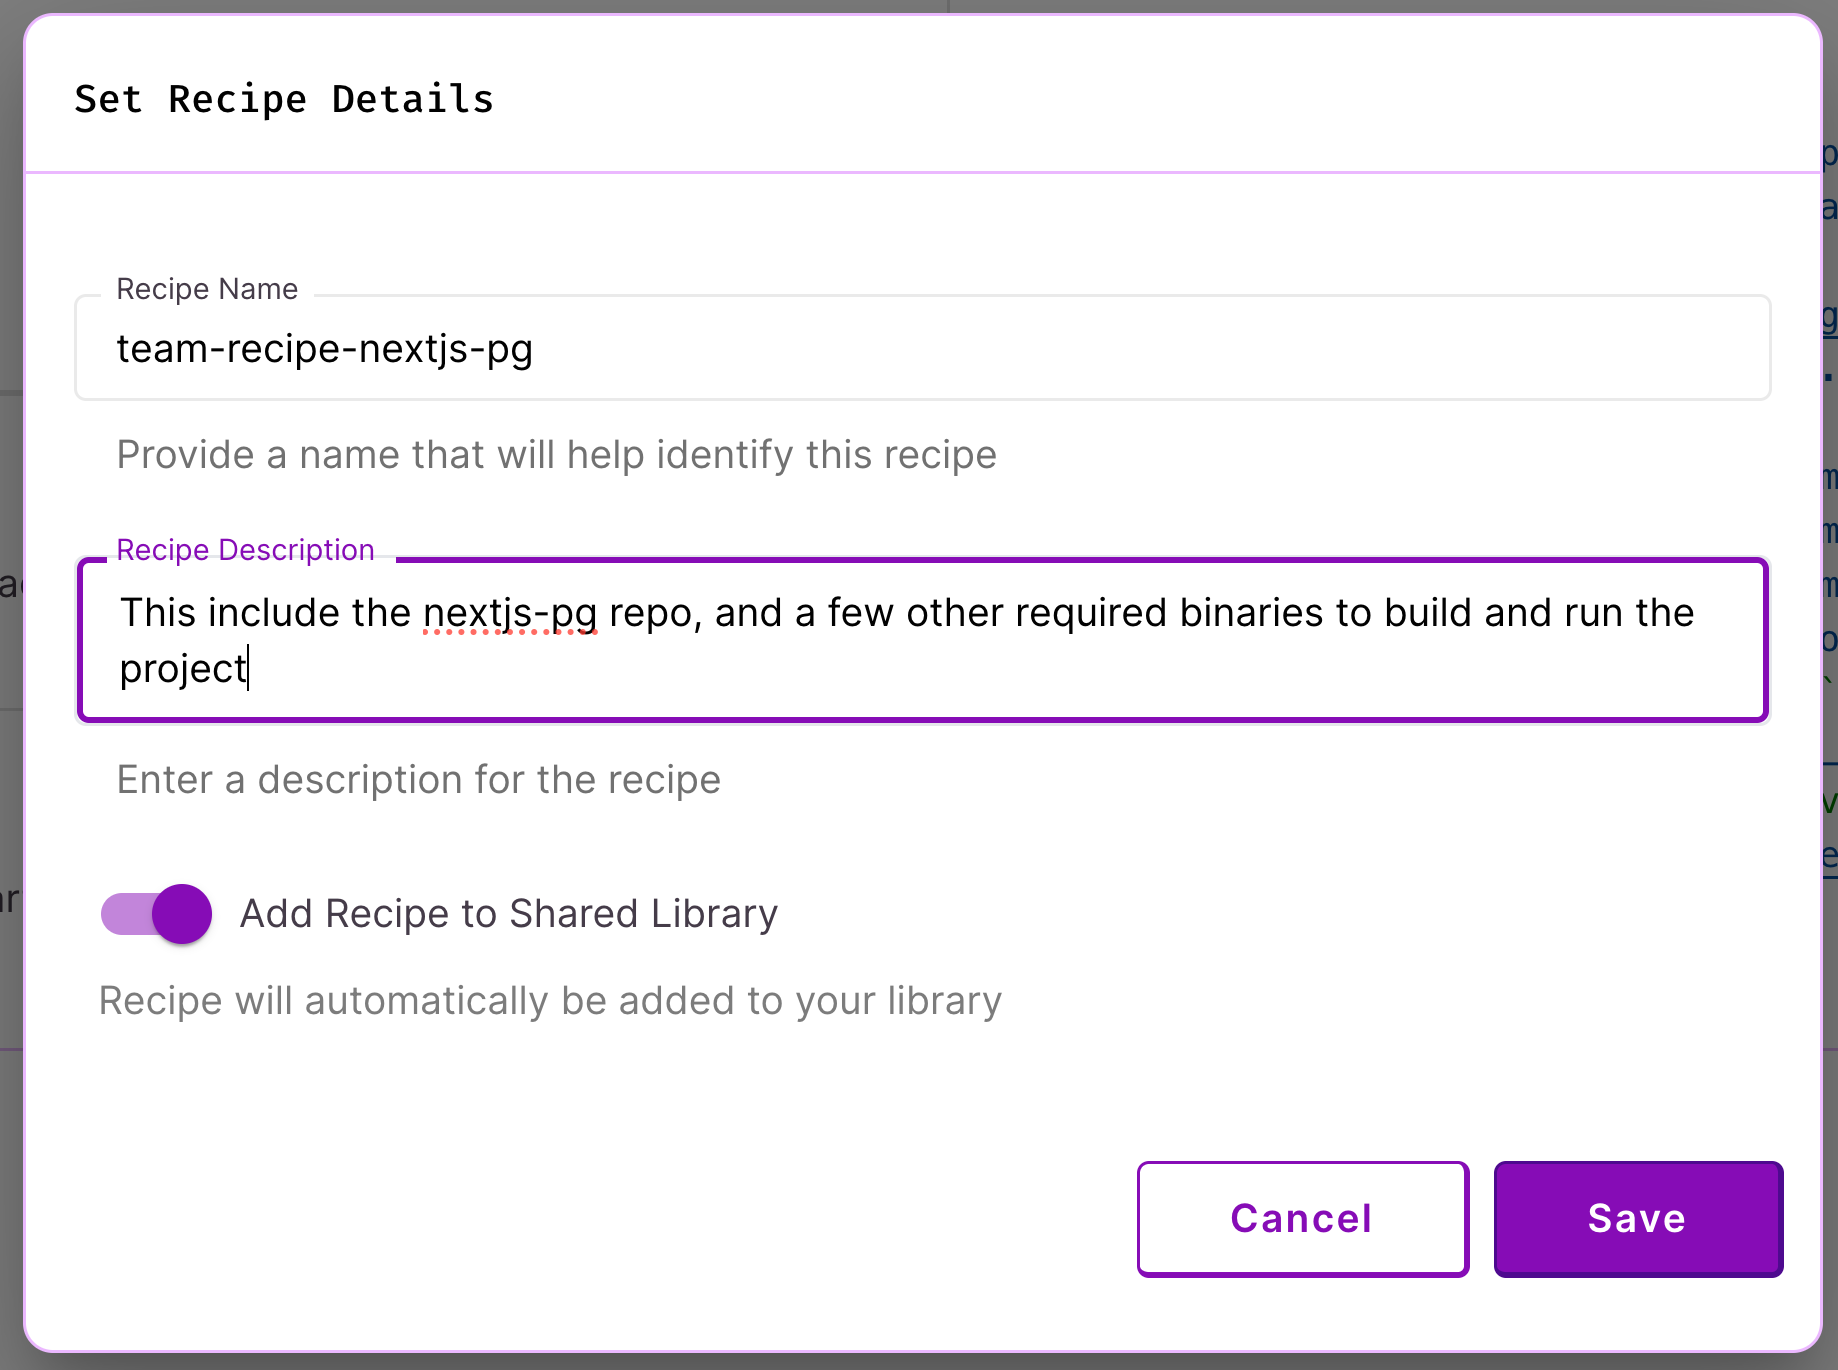 Set Recipe Details
Recipe Name
team-recipe-nextjs-pg
Provide a name that will help identify this recipe
Recipe Description
This include the nextjs-pg repo, and a few other required binaries to build and run the
project
Enter a description for the recipe
Add Recipe to Shared Library
Recipe will automatically be added to your library
Cancel
Save